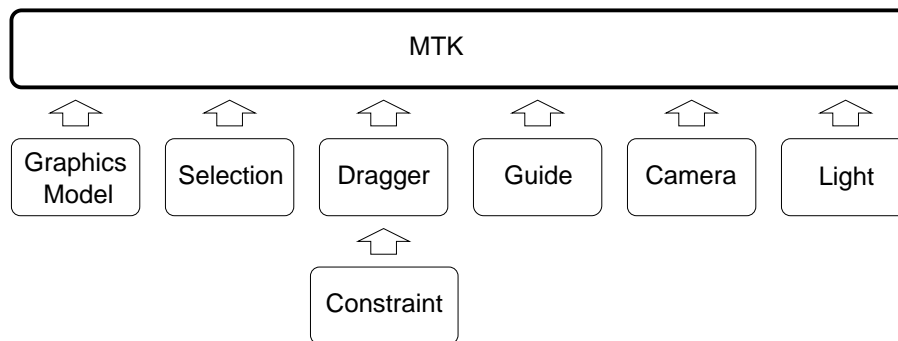 MTK
Graphics
Model
Selection
Dragger
Guide
Camera
Light
Constraint